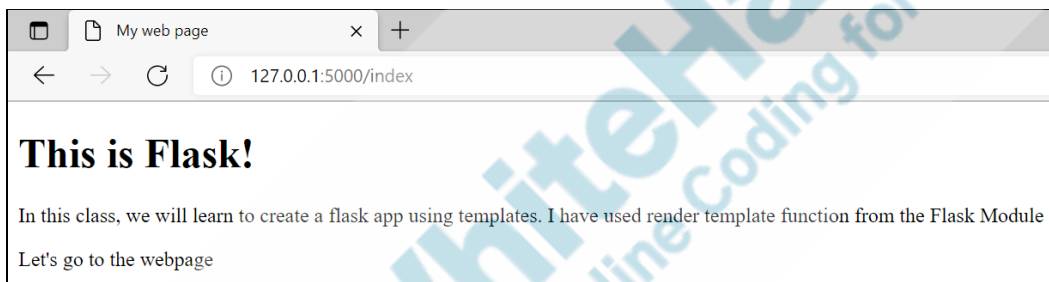 My web page
127.0.0.1:5000/index
This is Flask!
In this class, we will learn to create a flask app using templates. I have used render template function from the Flask Module
Let's go to the webpage
Coding for